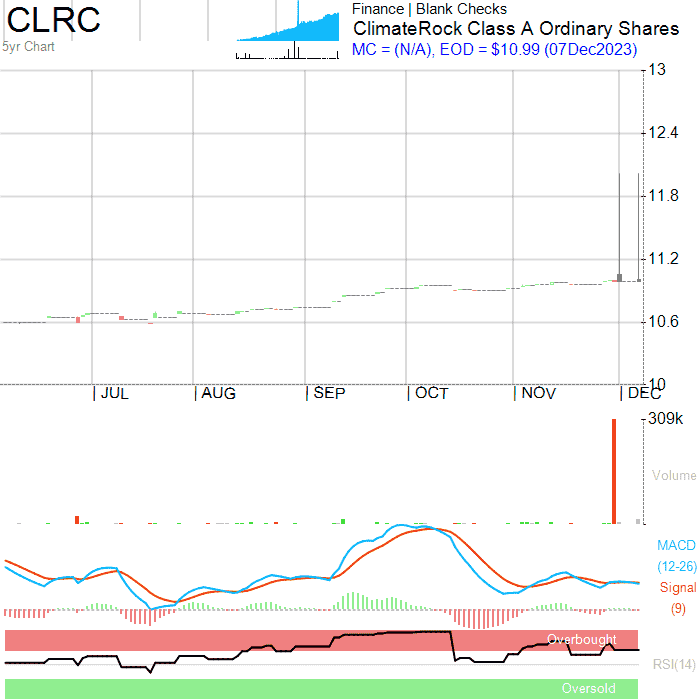 CLRC
5yr Chart
Finance | Blank Checks
ClimateRock Class A Ordinary Shares
MC = (N/A), EOD = $10.99 (07Dec2023)
13
12.4
11.8
11.2
10.6
10
JUL AUG SEP OCT NOV DEC
309k
Volume
MACD
(12-26)
Signal
(9)
Overbought
RSI(14)
Oversold